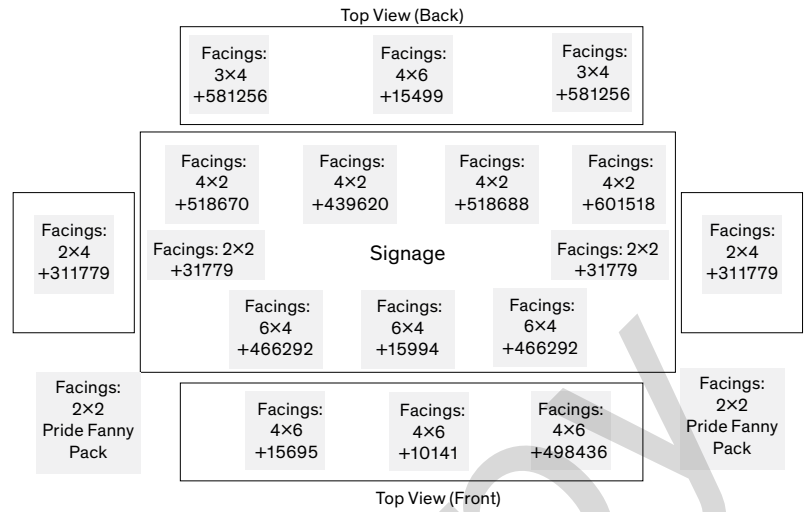 Top View (Back)
Facings:
3×4
+581256
Facings:
4×6
+15499
Facings:
3×4
+581256
Facings:
4×2
+518670
Facings:
4×2
+439620
Facings:
4×2
+518688
Facings:
4×2
+601518
Facings:
2×4
+311779
Facings: 2×2
+31779
Signage
Facings: 2×2
+31779
Facings:
2×4
+311779
Facings:
6×4
+466292
Facings:
6×4
+15994
Facings:
6×4
+466292
Facings:
2×2
Pride Fanny
Pack
Facings:
4×6
+15695
Facings:
4×6
+10141
Facings:
4×6
+498436
Facings:
2×2
Pride Fanny
Pack
Top View (Front)